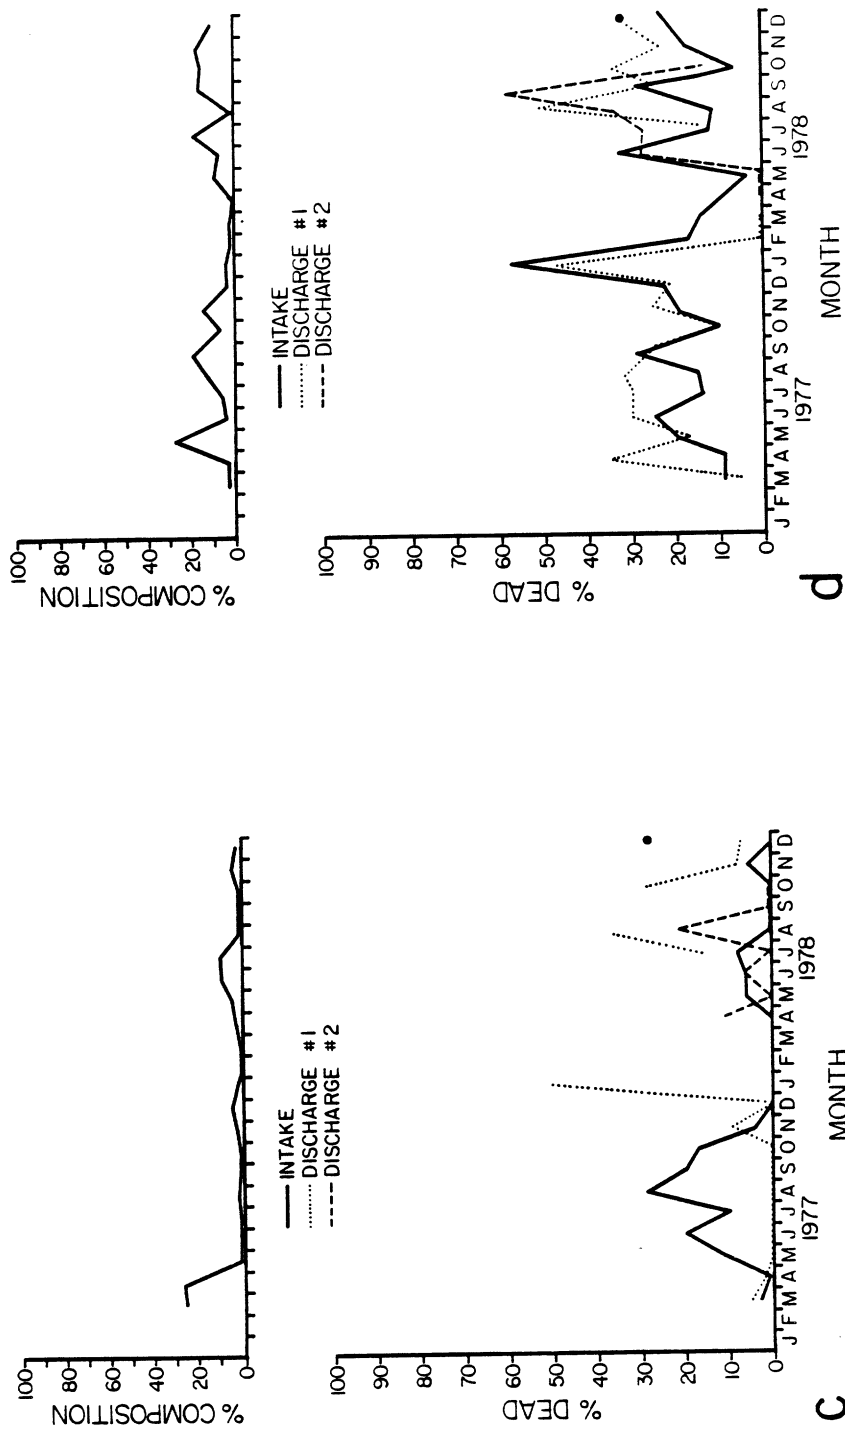 100
80
60
40
20
0
% COMPOSITION
INTAKE
DISCHARGE #1
DISCHARGE #2
100
90
80
70
60
50
40
30
20
10
0
% DEAD
J F M A M J J A S O N D J F M A M J J A S O N D
1977 1978
MONTH
c
100
80
60
40
20
0
% COMPOSITION
INTAKE
DISCHARGE #1
DISCHARGE #2
100
90
80
70
60
50
40
30
20
10
0
% DEAD
J F M A M J J A S O N D J F M A M J J A S O N D
1977 1978
MONTH
d